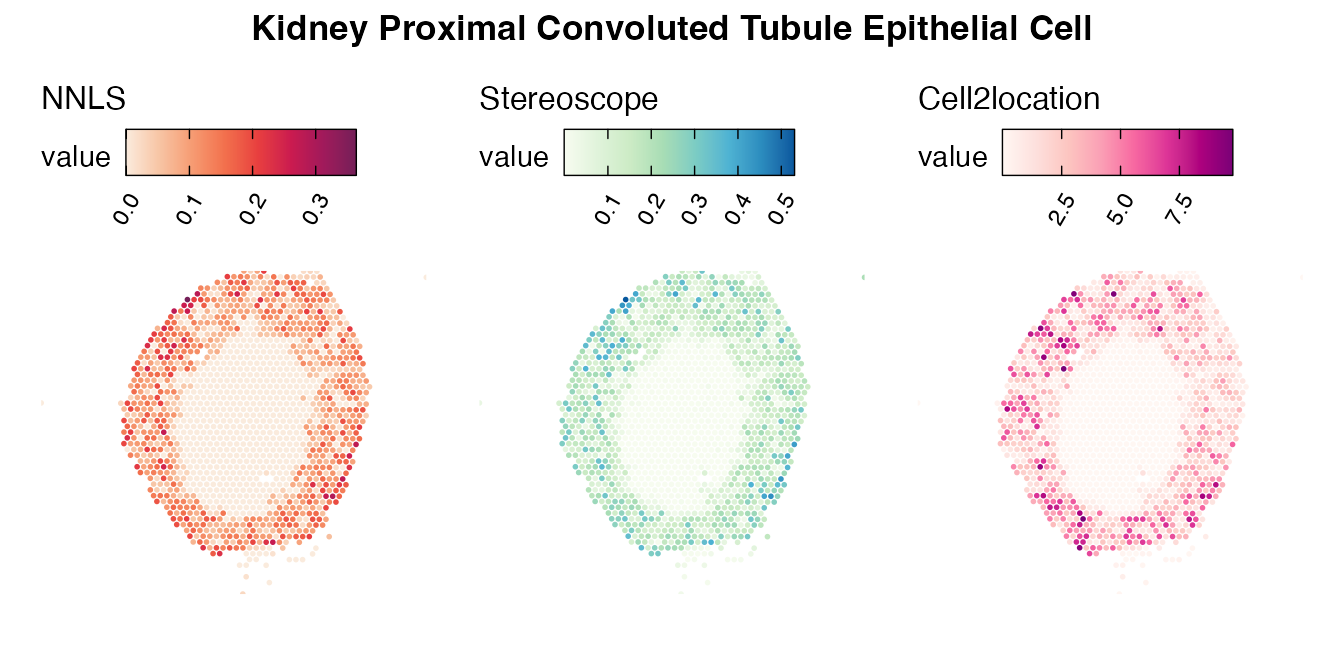 Kidney Proximal Convoluted Tubule Epithelial Cell
NNLS
value
0.0 0.1 0.2 0.3
Stereoscope
value
0.1 0.2 0.3 0.4 0.5
Cell2location
value
2.5 5.0 7.5